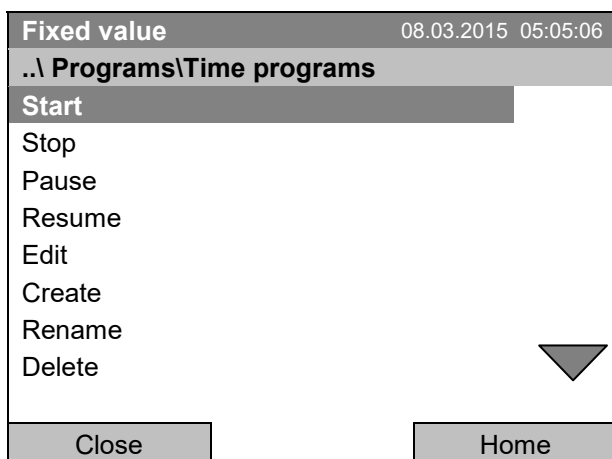 Fixed value 08.03.2015 05:05:06
..\ Programs\Time programs
Start
Stop
Pause
Resume
Edit
Create
Rename
Delete
Close Home